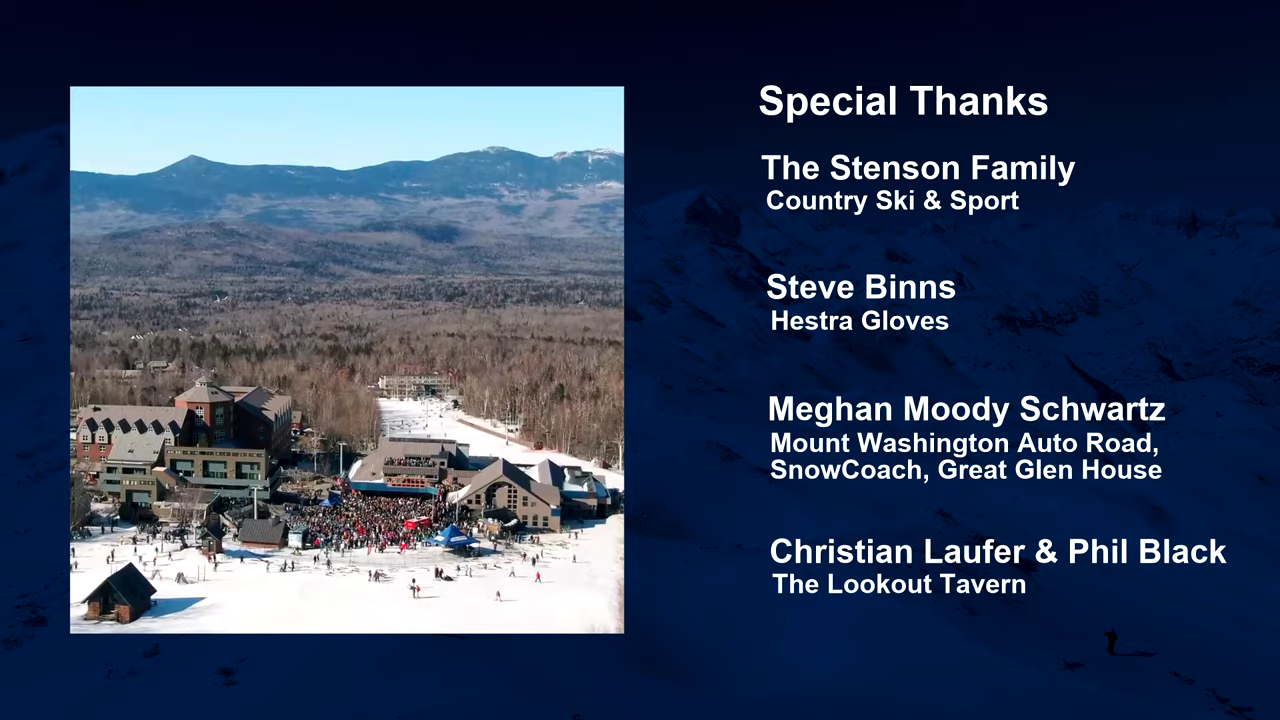 Special Thanks
The Stenson Family
Country Ski & Sport
Steve Binns
Hestra Gloves
Meghan Moody Schwartz
Mount Washington Auto Road,
SnowCoach, Great Glen House
Christian Laufer & Phil Black
The Lookout Tavern